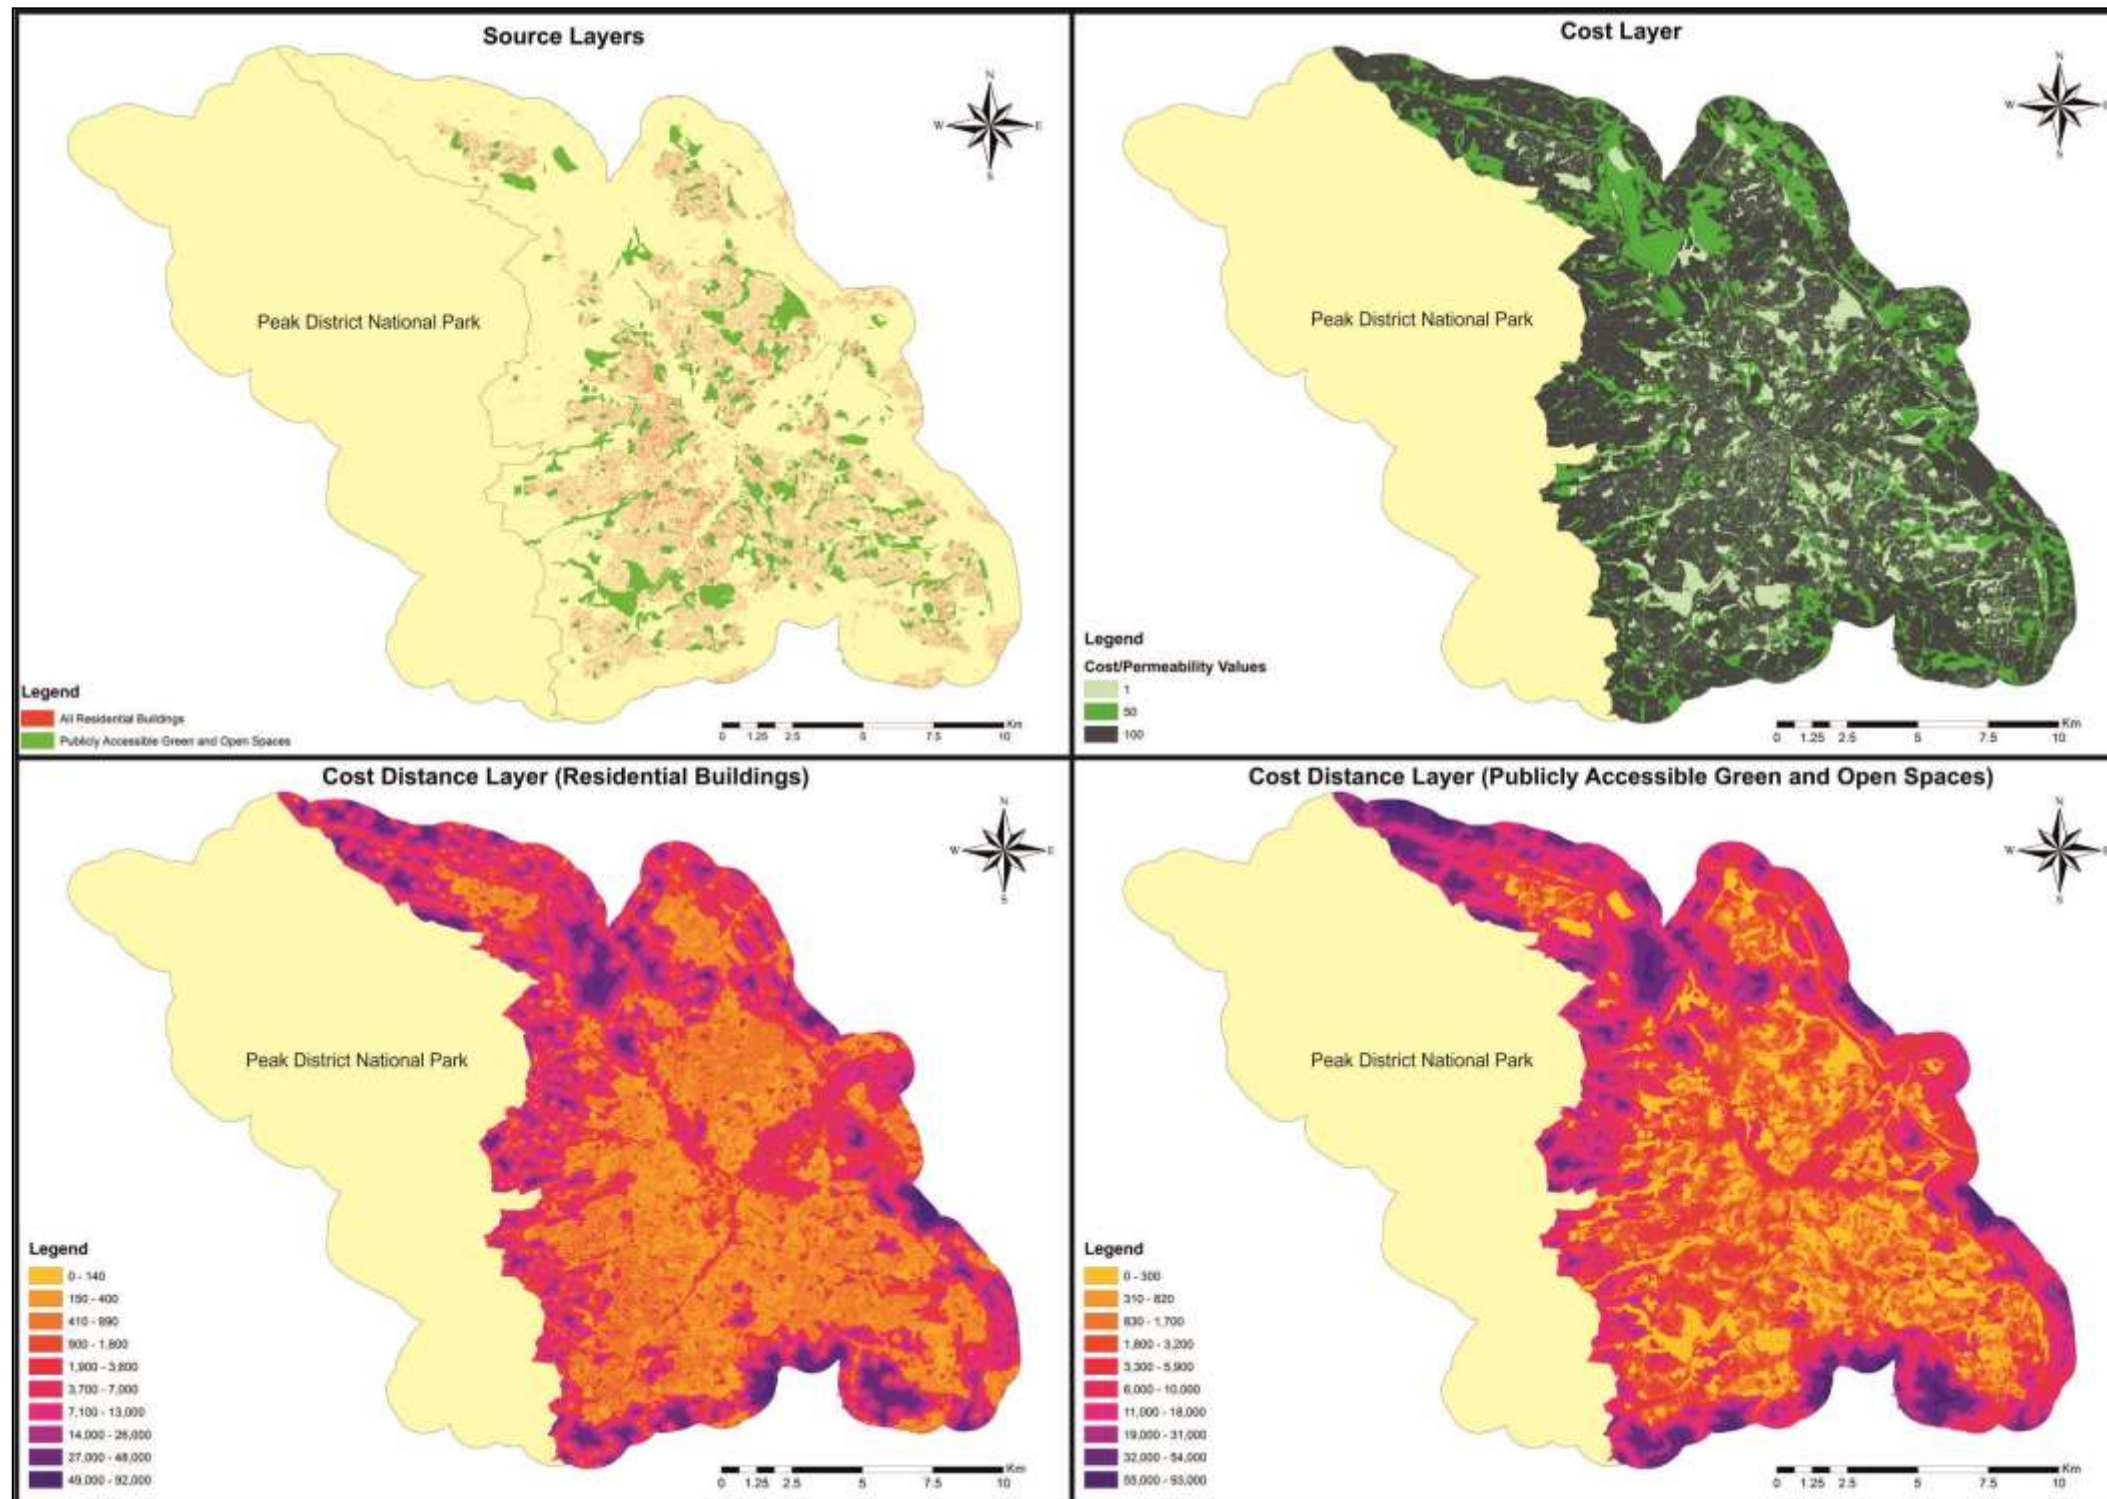 Source Layers
N
W E
S
Peak District National Park
Legend
All Residential Buildings
Publicly Accessible Green and Open Spaces
Km
0 1.25 2.5 5 7.5 10
Cost Layer
N
W
S
Peak District National Park
Legend
Cost/Permeability Values
1
50
100
Km
0 1.25 2.5 5 7.5 10
Cost Distance Layer (Residential Buildings)
N
W E
S
Peak District National Park
Legend
0 - 140
150 - 400
410 - 890
900 - 1,800
1,900 - 3,600
3,700 - 7,000
7,100 - 13,000
14,000 - 26,000
27,000 - 48,000
49,000 - 92,000
Km
0 1.25 2.5 5 7.5 10
Cost Distance Layer (Publicly Accessible Green and Open Spaces)
N
W
S
Peak District National Park
Legend
0 - 300
310 - 820
830 - 1,700
1,800 - 3,200
3,300 - 5,900
6,000 - 10,000
11,000 - 18,000
19,000 - 31,000
32,000 - 54,000
55,000 - 93,000
Km
0 1.25 2.5 5 7.5 10